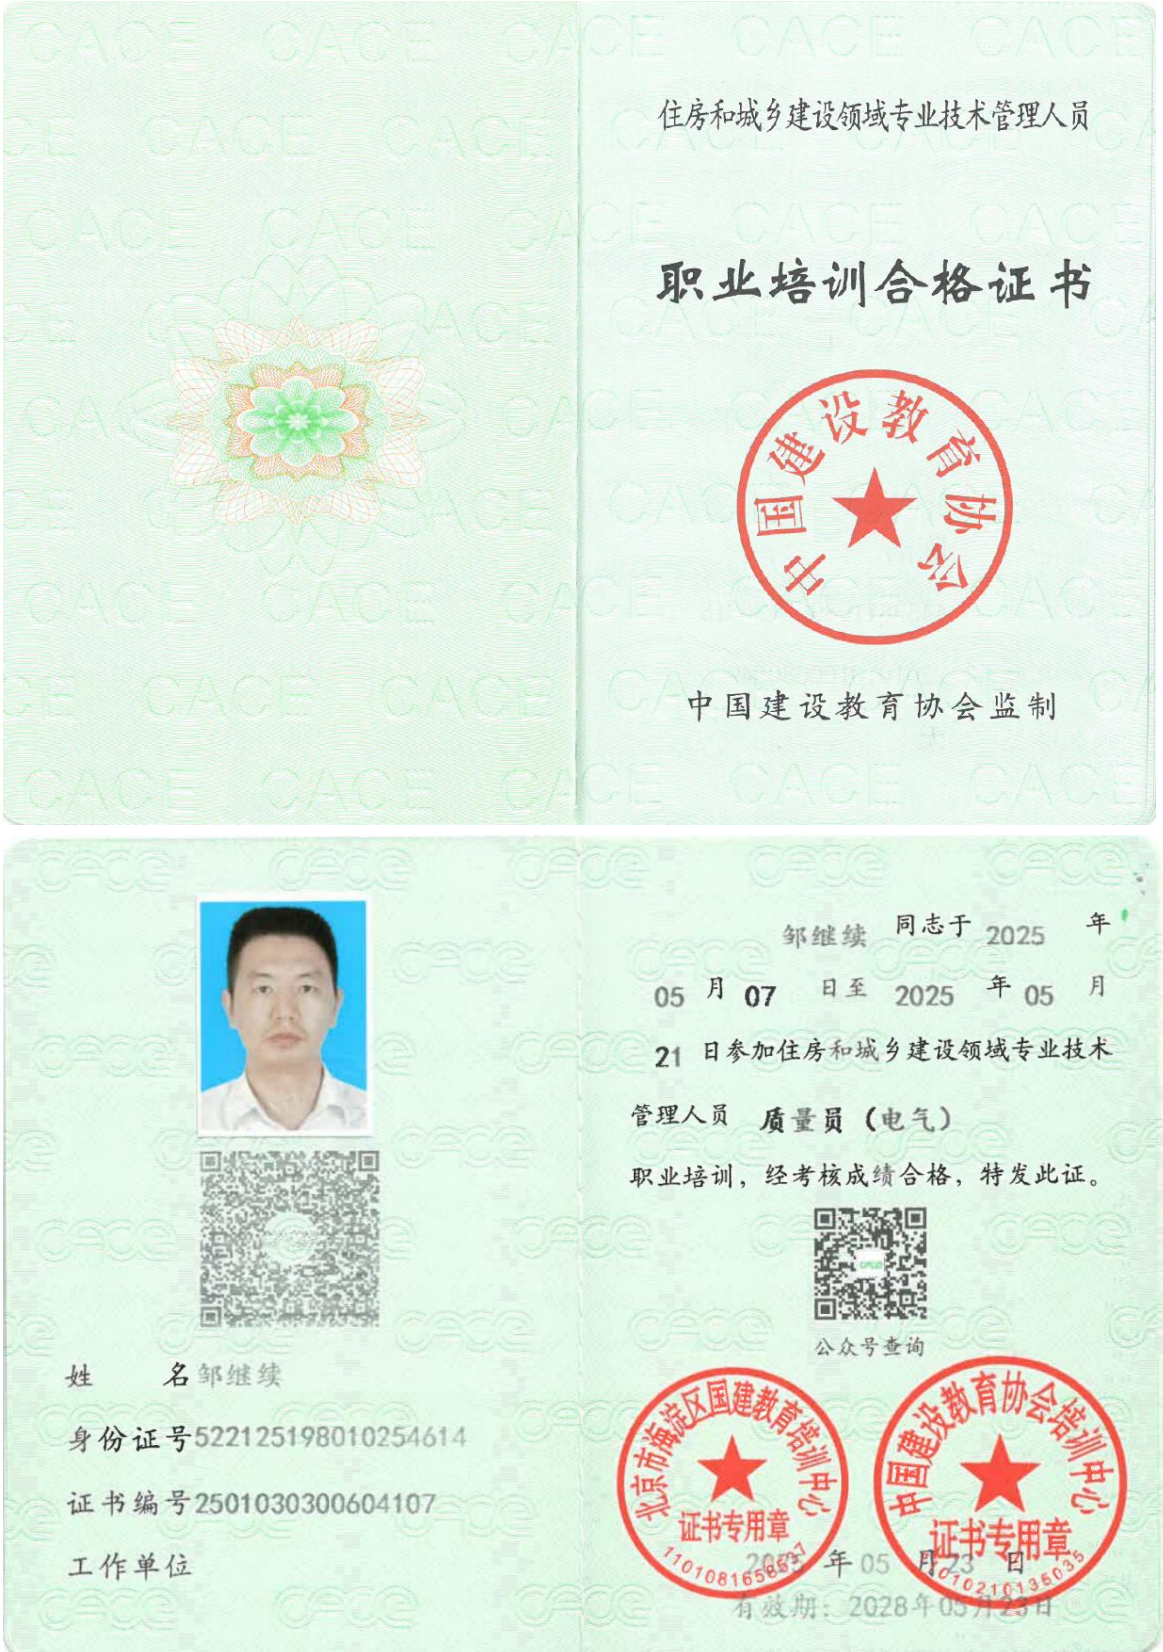 住房和城乡建设领域专业技术管理人员
职业培训合格证书
中国建设教育协会
中国建设教育协会监制
邹继续 同志于 2025 年
05 月 07 日至 2025 年 05 月
21 日参加住房和城乡建设领域专业技术
管理人员 质量员（电气）
职业培训，经考核成绩合格，特发此证。
CACE
公众号查询
姓 名 邹继续
身份证号 522125198010254614
证书编号 2501030300604107
工作单位
北京市海淀区国建教育培训中心
证书专用章
中国建设教育协会培训中心
证书专用章
2025 年 05 月 23 日
有效期：2028年05月23日